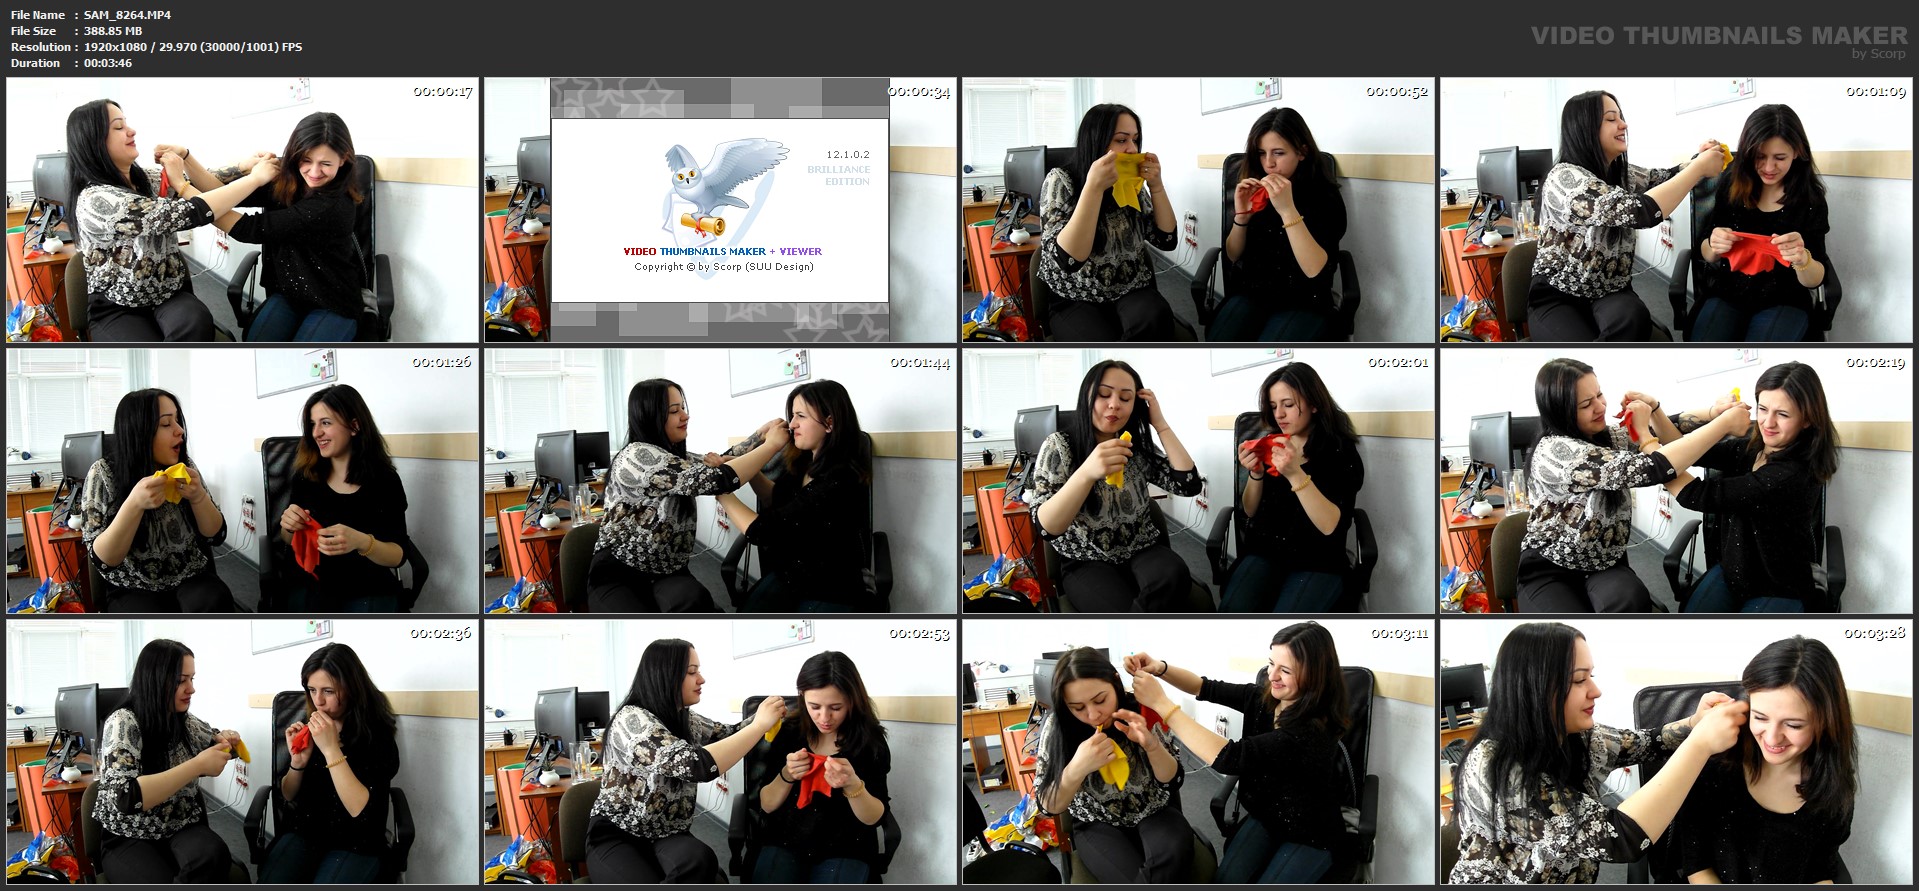 File Name : SAM_8264.MP4
File Size : 388.85 MB
Resolution : 1920x1080 / 29.970 (30000/1001) FPS
Duration : 00:03:46
VIDEO THUMBNAILS MAKER
by Scorp
00:00:17
00:00:34
12.1.0.2
BRILLIANCE
EDITION
VIDEO THUMBNAILS MAKER + VIEWER
Copyright © by Scorp (SUU Design)
00:00:52
00:01:09
00:01:26
00:01:44
00:02:01
00:02:19
00:02:36
00:02:53
00:03:11
00:03:28